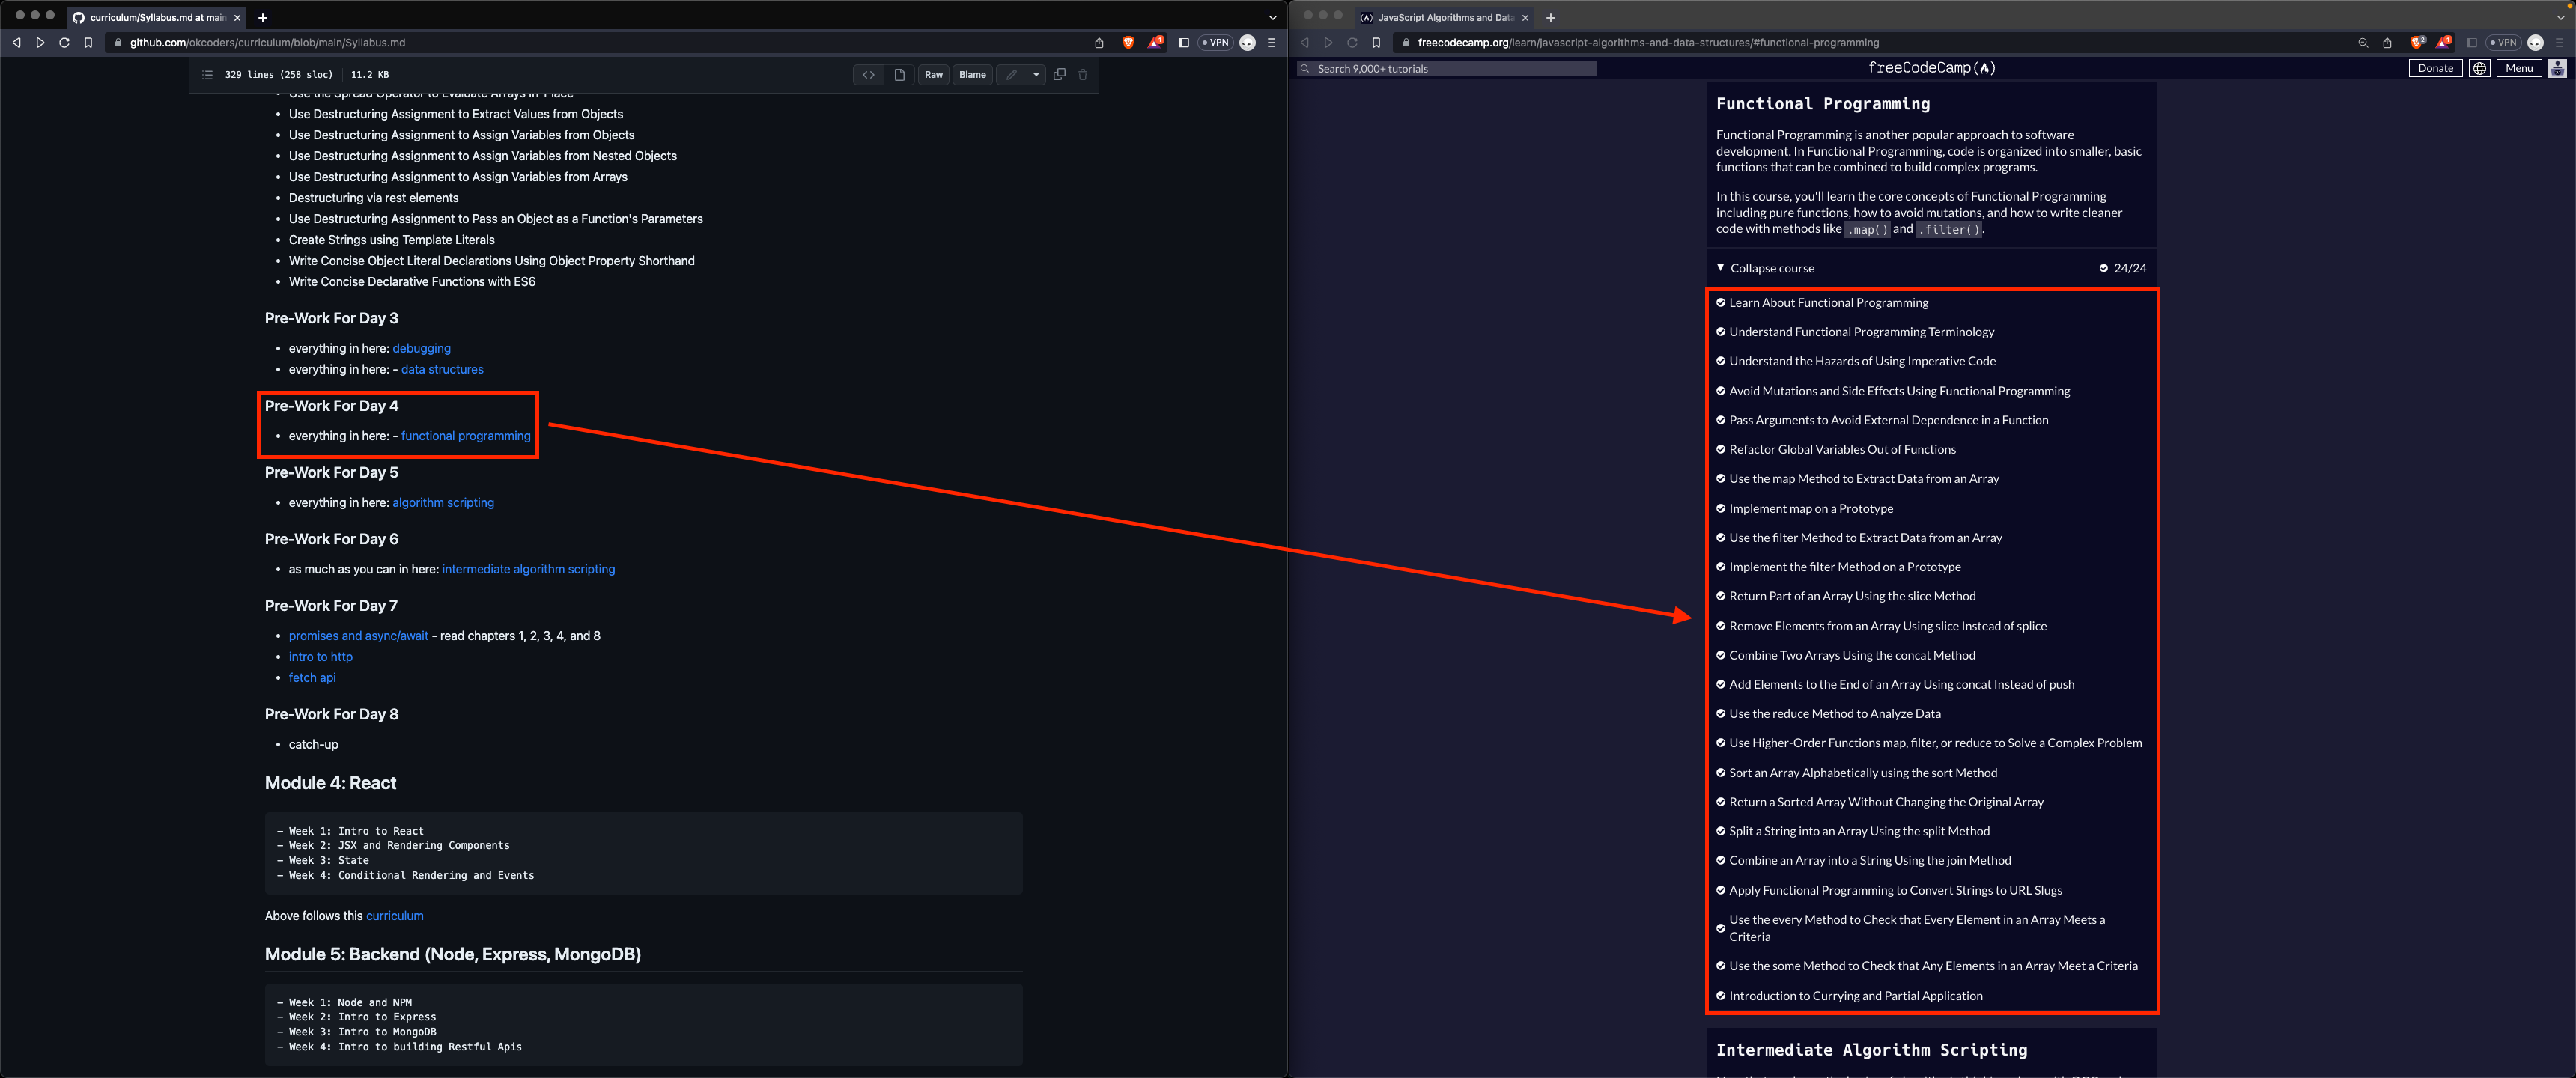 curriculum/Syllabus.md at main
github.com/okcoders/curriculum/blob/main/Syllabus.md
VPN
329 lines (258 sloc)
11.2 KB
Raw
Blame
Use the Spread Operator to Evaluate Arrays In-Place
Use Destructuring Assignment to Extract Values from Objects
Use Destructuring Assignment to Assign Variables from Objects
Use Destructuring Assignment to Assign Variables from Nested Objects
Use Destructuring Assignment to Assign Variables from Arrays
Destructuring via rest elements
Use Destructuring Assignment to Pass an Object as a Function's Parameters
Create Strings using Template Literals
Write Concise Object Literal Declarations Using Object Property Shorthand
Write Concise Declarative Functions with ES6
Pre-Work For Day 3
everything in here: debugging
everything in here: - data structures
Pre-Work For Day 4
everything in here: - functional programming
Pre-Work For Day 5
everything in here: algorithm scripting
Pre-Work For Day 6
as much as you can in here: intermediate algorithm scripting
Pre-Work For Day 7
promises and async/await - read chapters 1, 2, 3, 4, and 8
intro to http
fetch api
Pre-Work For Day 8
catch-up
Module 4: React
- Week 1: Intro to React
- Week 2: JSX and Rendering Components
- Week 3: State
- Week 4: Conditional Rendering and Events
Above follows this curriculum
Module 5: Backend (Node, Express, MongoDB)
- Week 1: Node and NPM
- Week 2: Intro to Express
- Week 3: Intro to MongoDB
- Week 4: Intro to building Restful Apis
JavaScript Algorithms and Data
freecodecamp.org/learn/javascript-algorithms-and-data-structures/#functional-programming
VPN
Search 9,000+ tutorials
freeCodeCamp
Donate
Menu
Functional Programming
Functional Programming is another popular approach to software
development. In Functional Programming, code is organized into smaller, basic
functions that can be combined to build complex programs.
In this course, you'll learn the core concepts of Functional Programming
including pure functions, how to avoid mutations, and how to write cleaner
code with methods like .map() and .filter().
Collapse course
24/24
Learn About Functional Programming
Understand Functional Programming Terminology
Understand the Hazards of Using Imperative Code
Avoid Mutations and Side Effects Using Functional Programming
Pass Arguments to Avoid External Dependence in a Function
Refactor Global Variables Out of Functions
Use the map Method to Extract Data from an Array
Implement map on a Prototype
Use the filter Method to Extract Data from an Array
Implement the filter Method on a Prototype
Return Part of an Array Using the slice Method
Remove Elements from an Array Using slice Instead of splice
Combine Two Arrays Using the concat Method
Add Elements to the End of an Array Using concat Instead of push
Use the reduce Method to Analyze Data
Use Higher-Order Functions map, filter, or reduce to Solve a Complex Problem
Sort an Array Alphabetically using the sort Method
Return a Sorted Array Without Changing the Original Array
Split a String into an Array Using the split Method
Combine an Array into a String Using the join Method
Apply Functional Programming to Convert Strings to URL Slugs
Use the every Method to Check that Every Element in an Array Meets a
Criteria
Use the some Method to Check that Any Elements in an Array Meet a Criteria
Introduction to Currying and Partial Application
Intermediate Algorithm Scripting